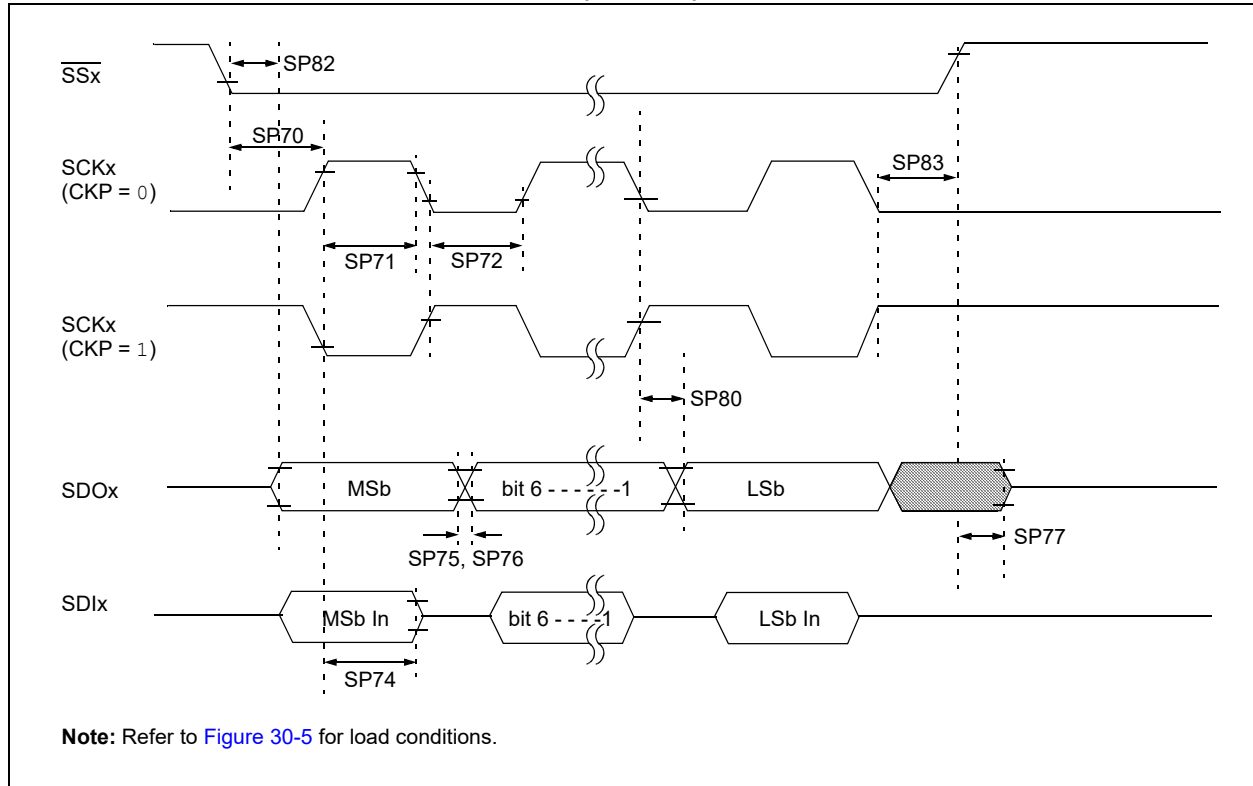 SSx
SP82
SP70
SCKx
(CKP = 0)
SP83
SP71
SP72
SCKx
(CKP = 1)
SP80
SDOx
MSb
bit 6 - - - - - -1
LSb
SP75, SP76
SP77
SDIx
MSb In
bit 6 - - - -1
LSb In
SP74
Note: Refer to Figure 30-5 for load conditions.